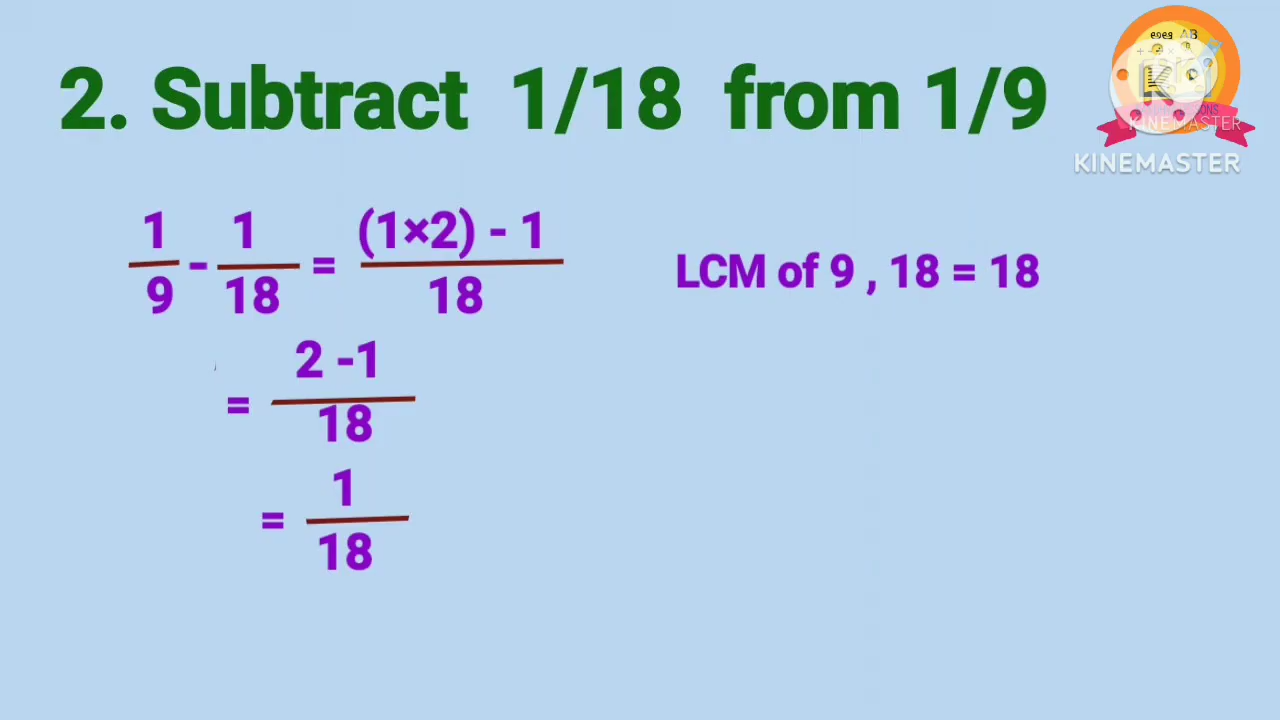 2. Subtract 1/18 from 1/9
KINEMASTER
KINEMASTER
1/9 - 1/18 = (1×2) - 1/18
LCM of 9 , 18 = 18
= 2 -1/18
= 1/18